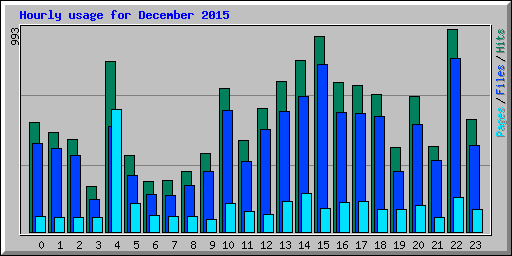 Hourly usage for December 2015
993
Pages/Files/Hits
0 1 2 3 4 5 6 7 8 9 10 11 12 13 14 15 16 17 18 19 20 21 22 23